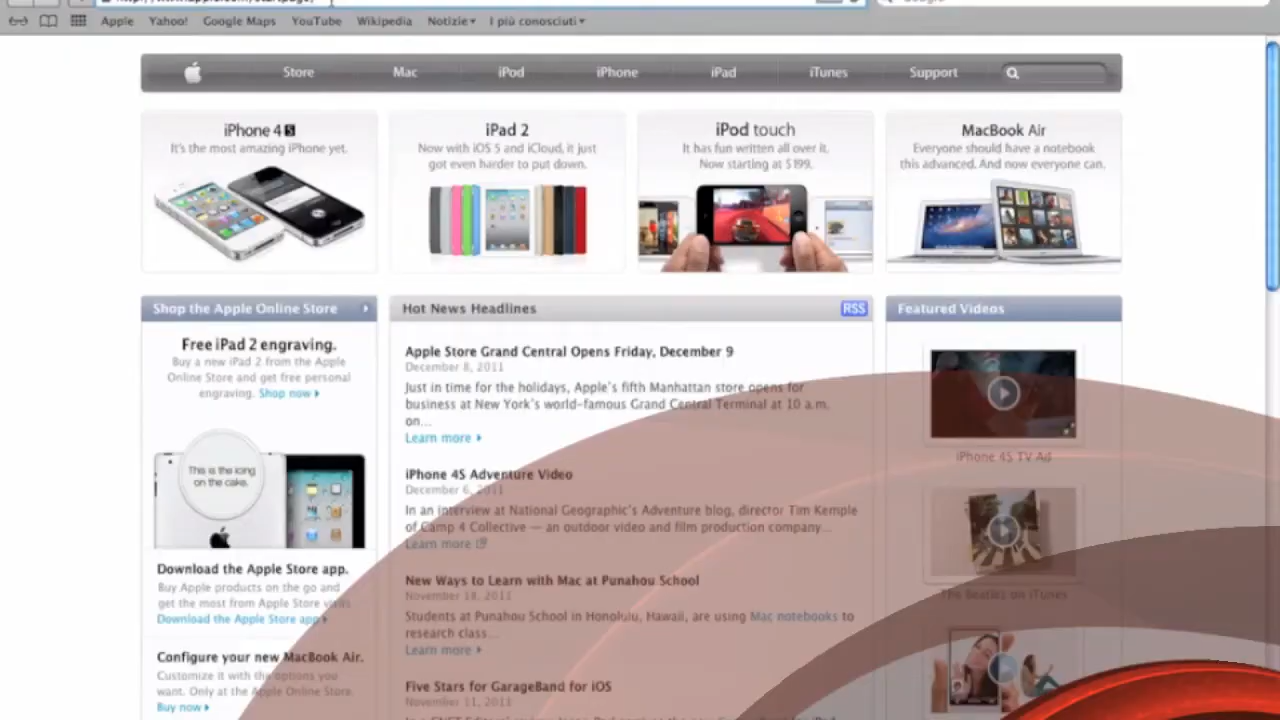 Apple Yahoo! Google Maps YouTube Wikipedia Notizie I più conosciuti
Store Mac iPod iPhone iPad iTunes Support
iPhone 4S
It's the most amazing iPhone yet.
iPad 2
Now with iOS 5 and iCloud, it just
got even harder to put down.
iPod touch
It has fun written all over it.
Now starting at $199.
MacBook Air
Everyone should have a notebook
this advanced. And now everyone can.
Shop the Apple Online Store
Free iPad 2 engraving.
Buy a new iPad 2 from the Apple
Online Store and get free personal
engraving. Shop now
This is the icing
on the cake.
Download the Apple Store app.
Buy Apple products on the go and
get the most from Apple Store visits.
Download the Apple Store app
Configure your new MacBook Air.
Customize it with the options you
want. Only at the Apple Online Store.
Buy now
Hot News Headlines RSS
Apple Store Grand Central Opens Friday, December 9
December 8, 2011
Just in time for the holidays, Apple's fifth Manhattan store opens for
business at New York's world-famous Grand Central Terminal at 10 a.m.
on...
Learn more
iPhone 4S Adventure Video
December 6, 2011
In an interview at National Geographic's Adventure blog, director Tim Kemple
of Camp 4 Collective — an outdoor video and film production company...
Learn more
New Ways to Learn with Mac at Punahou School
November 18, 2011
Students at Punahou School in Honolulu, Hawaii, are using Mac notebooks to
research class...
Learn more
Five Stars for GarageBand for iOS
November 11, 2011
Featured Videos
iPhone 4S TV Ad
The Beatles on iTunes